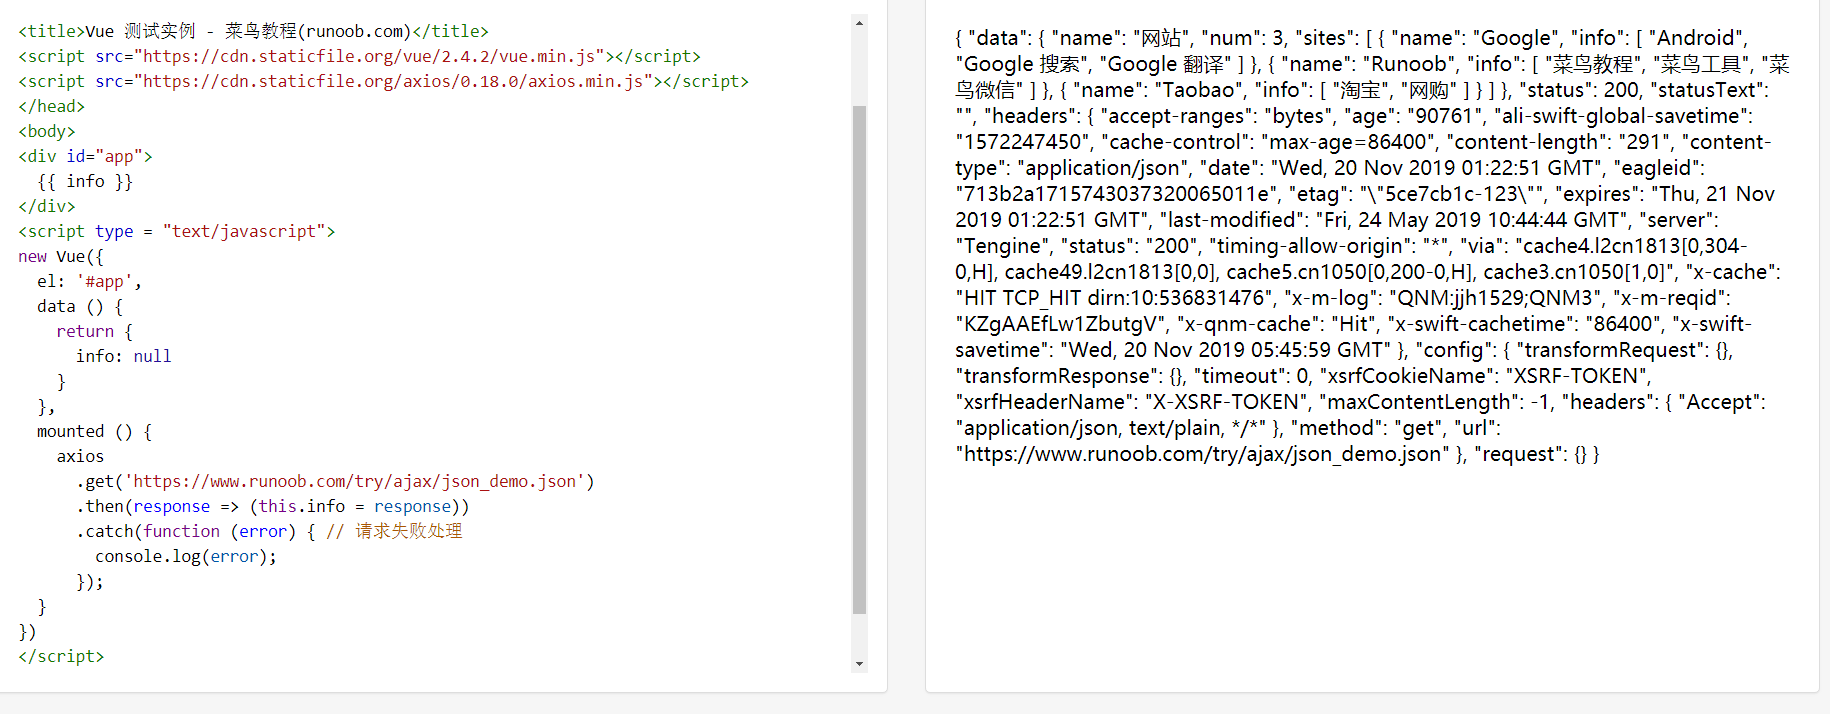 <title>Vue 测试实例 - 菜鸟教程(runoob.com)</title>
<script src="https://cdn.staticfile.org/vue/2.4.2/vue.min.js"></script>
<script src="https://cdn.staticfile.org/axios/0.18.0/axios.min.js"></script>
</head>
<body>
<div id="app">
  {{ info }}
</div>
<script type = "text/javascript">
new Vue({
  el: '#app',
  data () {
    return {
      info: null
    }
  },
  mounted () {
    axios
      .get('https://www.runoob.com/try/ajax/json_demo.json')
      .then(response => (this.info = response))
      .catch(function (error) { // 请求失败处理
        console.log(error);
      });
  }
})
</script>
{ "data": { "name": "网站", "num": 3, "sites": [ { "name": "Google", "info": [ "Android",
"Google 搜索", "Google 翻译" ] }, { "name": "Runoob", "info": [ "菜鸟教程", "菜鸟工具", "菜
鸟微信" ] }, { "name": "Taobao", "info": [ "淘宝", "网购" ] } ] }, "status": 200, "statusText":
"", "headers": { "accept-ranges": "bytes", "age": "90761", "ali-swift-global-savetime":
"1572247450", "cache-control": "max-age=86400", "content-length": "291", "content-
type": "application/json", "date": "Wed, 20 Nov 2019 01:22:51 GMT", "eagleid":
"713b2a1715743037320065011e", "etag": "\"5ce7cb1c-123\"", "expires": "Thu, 21 Nov
2019 01:22:51 GMT", "last-modified": "Fri, 24 May 2019 10:44:44 GMT", "server":
"Tengine", "status": "200", "timing-allow-origin": "*", "via": "cache4.l2cn1813[0,304-
0,H], cache49.l2cn1813[0,0], cache5.cn1050[0,200-0,H], cache3.cn1050[1,0]", "x-cache":
"HIT TCP_HIT dirn:10:536831476", "x-m-log": "QNM:jjh1529;QNM3", "x-m-reqid":
"KZgAAEfLw1ZbutgV", "x-qnm-cache": "Hit", "x-swift-cachetime": "86400", "x-swift-
savetime": "Wed, 20 Nov 2019 05:45:59 GMT" }, "config": { "transformRequest": {},
"transformResponse": {}, "timeout": 0, "xsrfCookieName": "XSRF-TOKEN",
"xsrfHeaderName": "X-XSRF-TOKEN", "maxContentLength": -1, "headers": { "Accept":
"application/json, text/plain, */*" }, "method": "get", "url":
"https://www.runoob.com/try/ajax/json_demo.json" }, "request": {} }